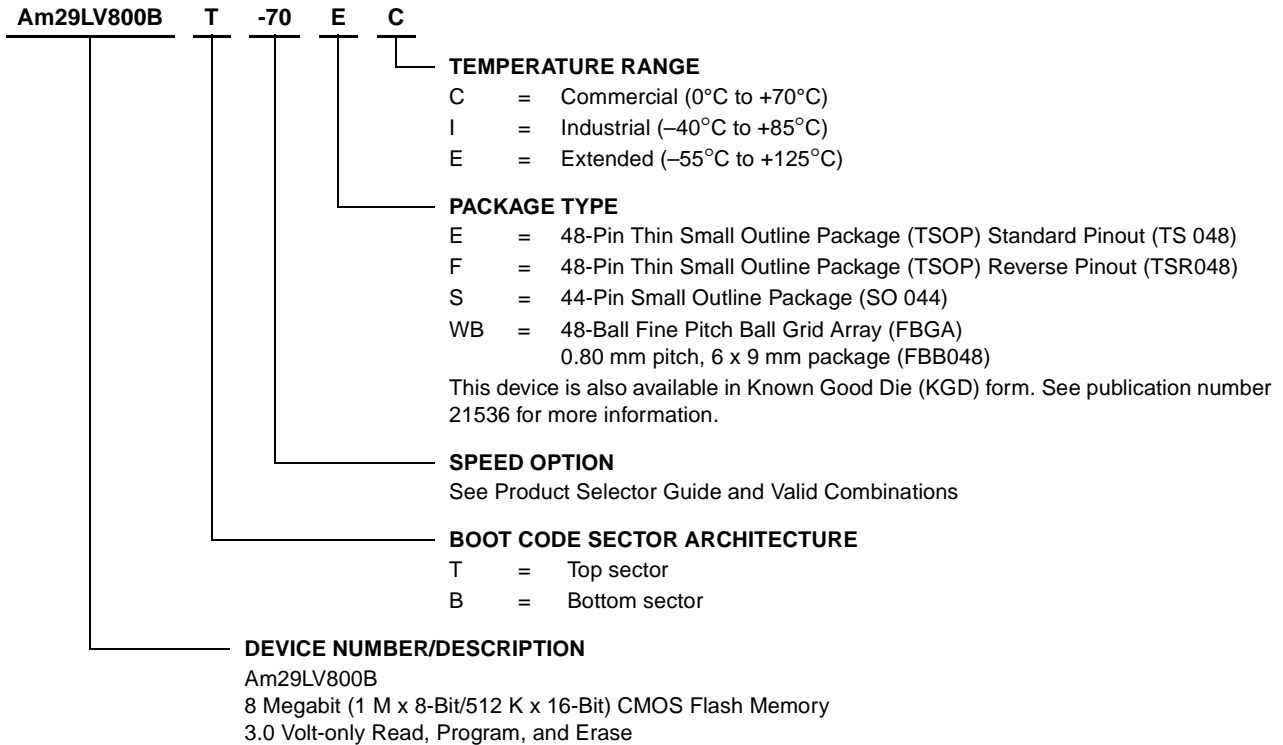 Am29LV800B T -70 E C
TEMPERATURE RANGE
C = Commercial (0°C to +70°C)
I = Industrial (–40°C to +85°C)
E = Extended (–55°C to +125°C)
PACKAGE TYPE
E = 48-Pin Thin Small Outline Package (TSOP) Standard Pinout (TS 048)
F = 48-Pin Thin Small Outline Package (TSOP) Reverse Pinout (TSR048)
S = 44-Pin Small Outline Package (SO 044)
WB = 48-Ball Fine Pitch Ball Grid Array (FBGA)
0.80 mm pitch, 6 x 9 mm package (FBB048)
This device is also available in Known Good Die (KGD) form. See publication number
21536 for more information.
SPEED OPTION
See Product Selector Guide and Valid Combinations
BOOT CODE SECTOR ARCHITECTURE
T = Top sector
B = Bottom sector
DEVICE NUMBER/DESCRIPTION
Am29LV800B
8 Megabit (1 M x 8-Bit/512 K x 16-Bit) CMOS Flash Memory
3.0 Volt-only Read, Program, and Erase